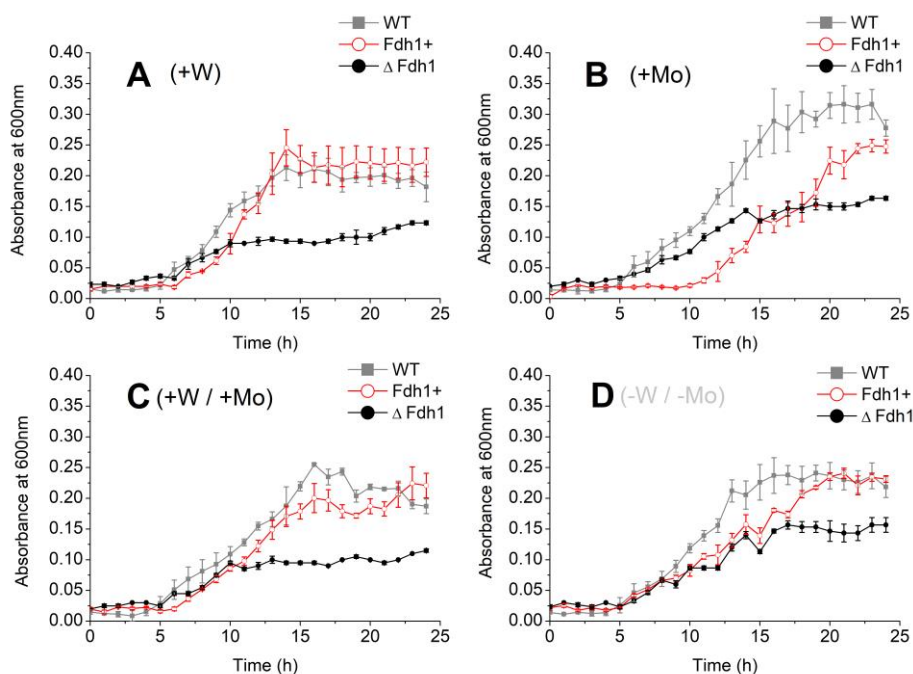 WT
Fdh1+
Δ Fdh1
A (+W)
0.40
0.35
0.30
0.25
0.20
0.15
0.10
0.05
0.00
Absorbance at 600nm
0 5 10 15 20 25
Time (h)
WT
Fdh1+
Δ Fdh1
B (+Mo)
0.40
0.35
0.30
0.25
0.20
0.15
0.10
0.05
0.00
Absorbance at 600nm
0 5 10 15 20 25
Time (h)
WT
Fdh1+
Δ Fdh1
C (+W / +Mo)
0.40
0.35
0.30
0.25
0.20
0.15
0.10
0.05
0.00
Absorbance at 600nm
0 5 10 15 20 25
Time (h)
WT
Fdh1+
Δ Fdh1
D (-W / -Mo)
0.40
0.35
0.30
0.25
0.20
0.15
0.10
0.05
0.00
Absorbance at 600nm
0 5 10 15 20 25
Time (h)